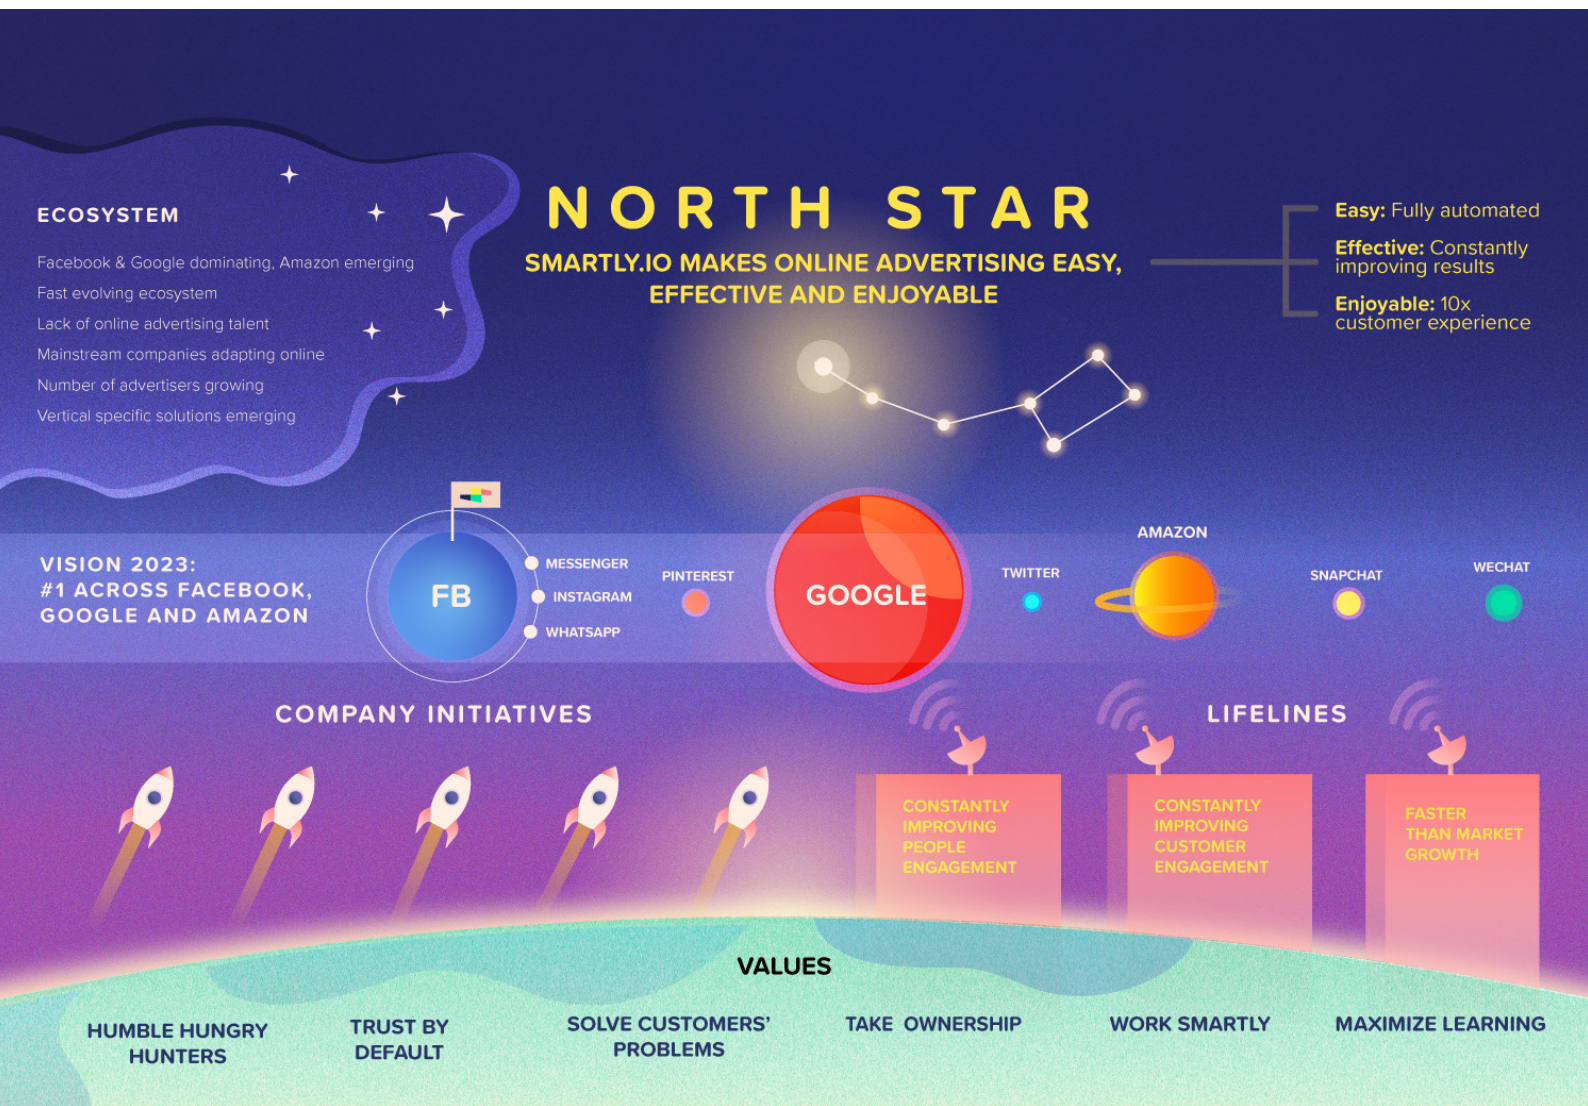 NORTH STAR
SMARTLY.IO MAKES ONLINE ADVERTISING EASY,
EFFECTIVE AND ENJOYABLE
Easy: Fully automated
Effective: Constantly
improving results
Enjoyable: 10x
customer experience
ECOSYSTEM
Facebook & Google dominating, Amazon emerging
Fast evolving ecosystem
Lack of online advertising talent
Mainstream companies adapting online
Number of advertisers growing
Vertical specific solutions emerging
VISION 2023:
#1 ACROSS FACEBOOK,
GOOGLE AND AMAZON
FB
MESSENGER
INSTAGRAM
WHATSAPP
PINTEREST
GOOGLE
TWITTER
AMAZON
SNAPCHAT
WECHAT
COMPANY INITIATIVES
LIFELINES
CONSTANTLY
IMPROVING
PEOPLE
ENGAGEMENT
CONSTANTLY
IMPROVING
CUSTOMER
ENGAGEMENT
FASTER
THAN MARKET
GROWTH
VALUES
HUMBLE HUNGRY
HUNTERS
TRUST BY
DEFAULT
SOLVE CUSTOMERS'
PROBLEMS
TAKE OWNERSHIP
WORK SMARTLY
MAXIMIZE LEARNING